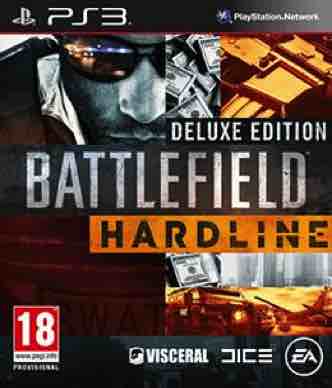 PS3
PlayStation Network
DELUXE EDITION
BATTLEFIELD
HARDLINE
18
www.pegi.info
PROVISIONAL
VISCERAL
DICE
EA